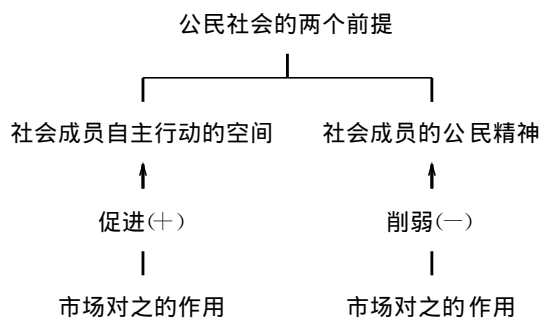 公民社会的两个前提
社会成员自主行动的空间 社会成员的公民精神
促进(+) 削弱(—)
市场对之的作用 市场对之的作用